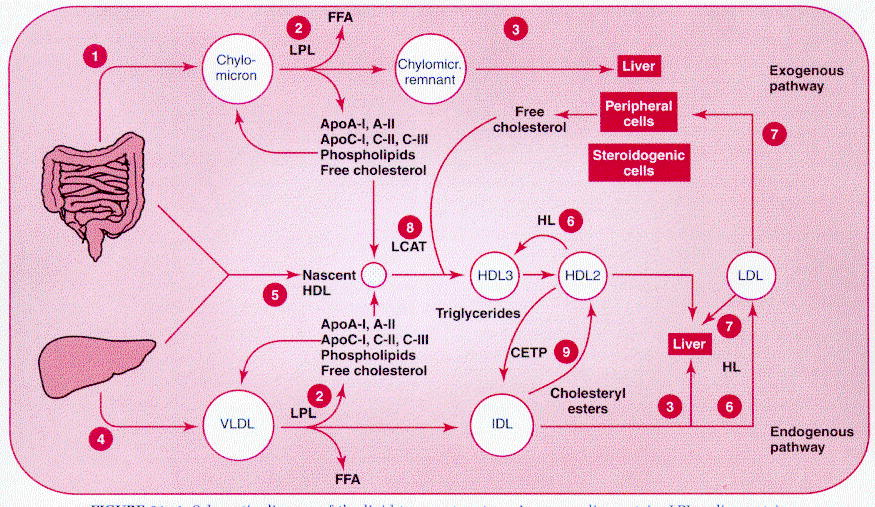 FFA
2
LPL
3
1
Chylo-
micron
Chylomicr.
remnant
Liver
Exogenous
pathway
ApoA-I, A-II
ApoC-I, C-II, C-III
Phospholipids
Free cholesterol
Free
cholesterol
Peripheral
cells
7
Steroidogenic
cells
8
LCAT
HL 6
Nascent
HDL
5
HDL3
HDL2
LDL
Triglycerides
ApoA-I, A-II
ApoC-I, C-II, C-III
Phospholipids
Free cholesterol
CETP 9
Liver
7
HL
2
LPL
Cholesteryl
esters
3
6
4
VLDL
IDL
FFA
Endogenous
pathway